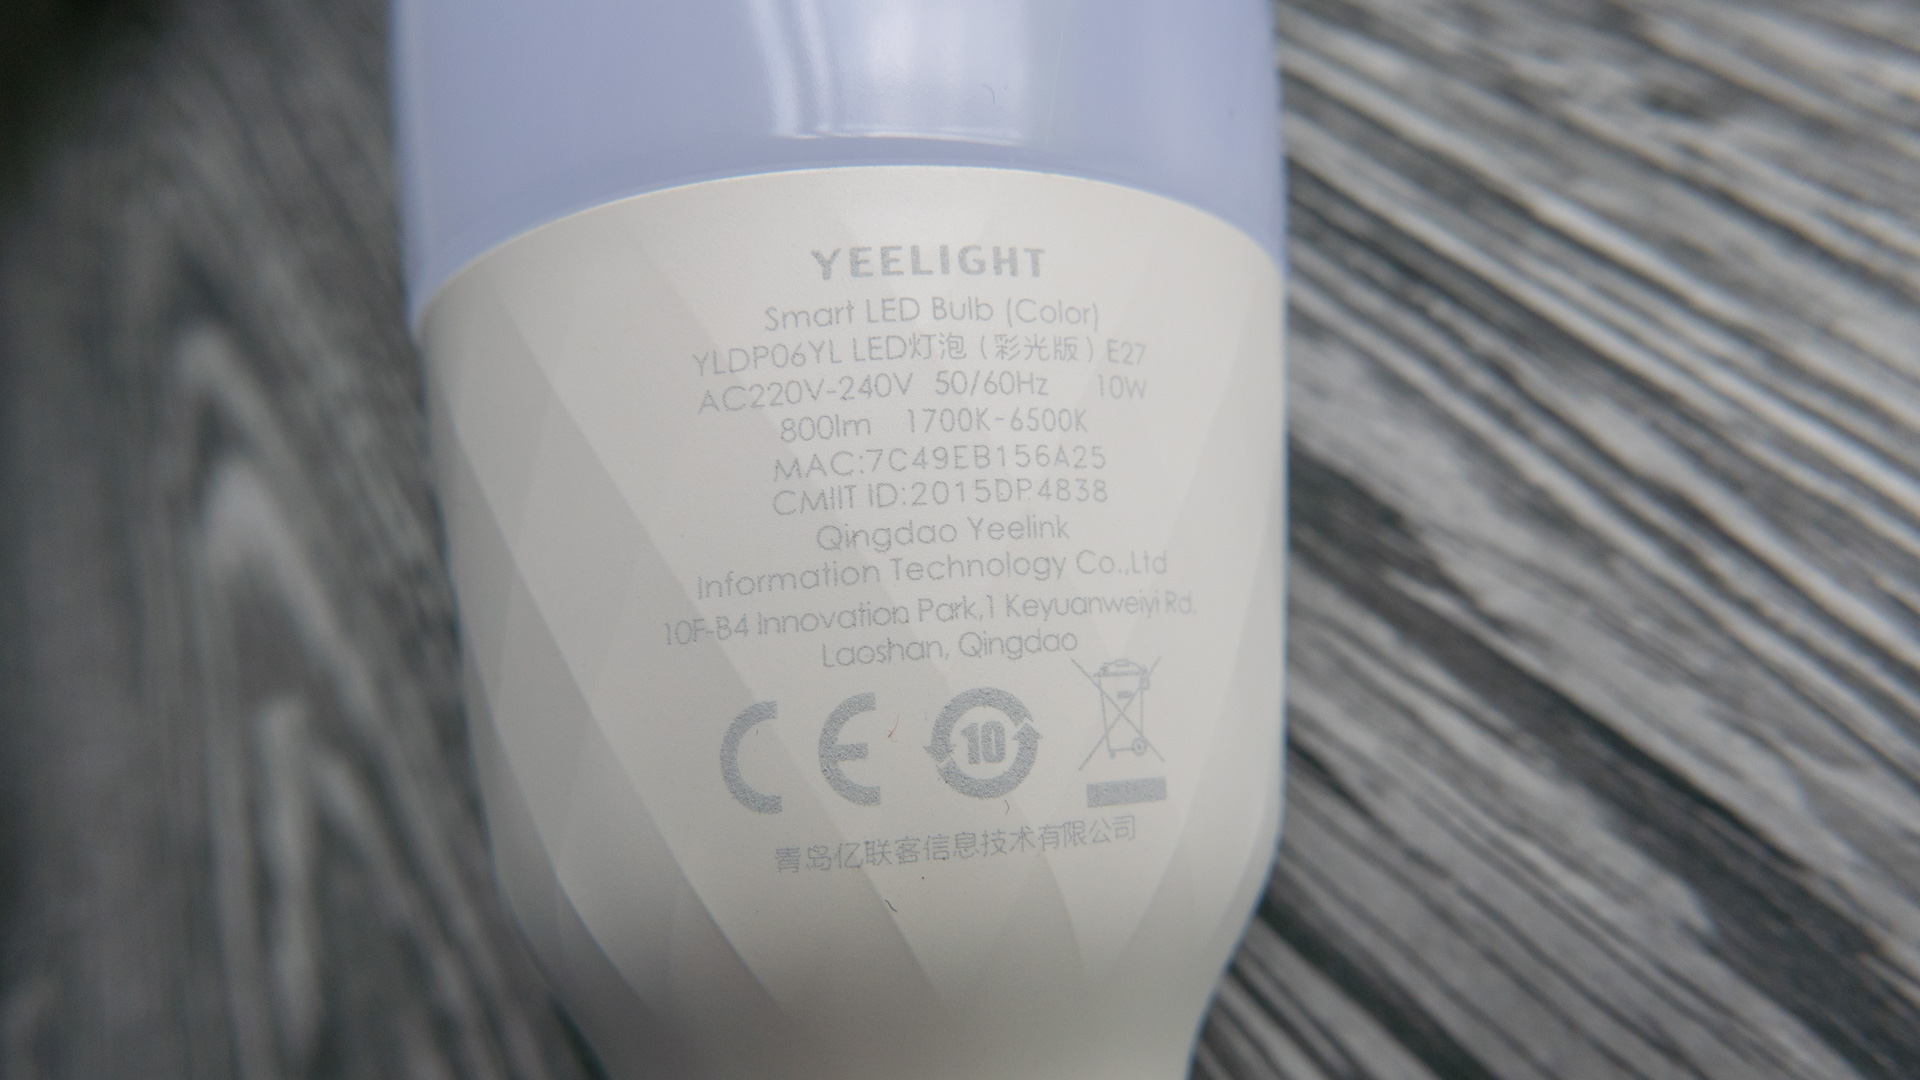 YEELIGHT
Smart LED Bulb (Color)
YLDP06YL LED灯泡（彩光版）E27
AC220V-240V 50/60Hz 10W
800lm 1700K-6500K
MAC:7C49EB156A25
CMIIT ID:2015DP4838
Qingdao Yeelink
Information Technology Co.,Ltd
10F-B4 Innovation Park,1 Keyuanweiyi Rd,
Laoshan, Qingdao
CE 10
青岛亿联客信息技术有限公司